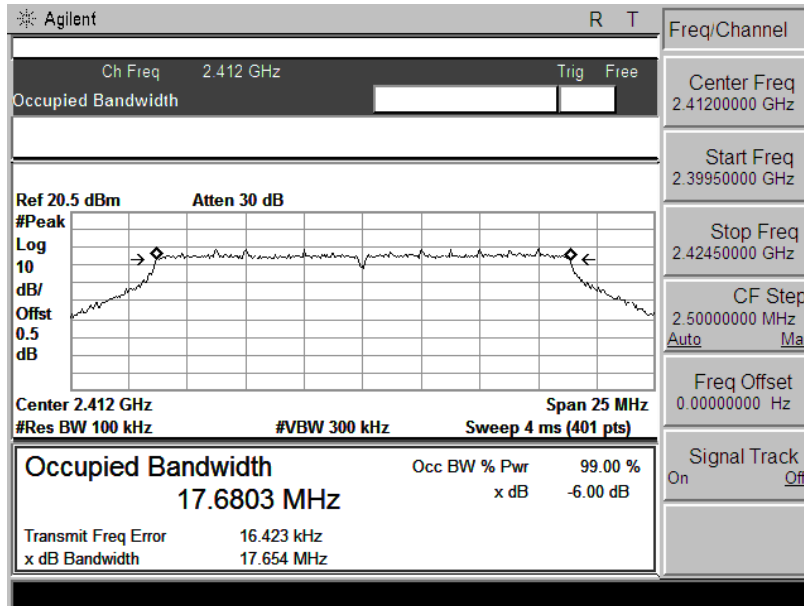 Agilent R T
Ch Freq 2.412 GHz Trig Free
Occupied Bandwidth
Ref 20.5 dBm Atten 30 dB
#Peak
Log
10
dB/
Offst
0.5
dB
Center 2.412 GHz Span 25 MHz
#Res BW 100 kHz #VBW 300 kHz Sweep 4 ms (401 pts)
Occupied Bandwidth
17.6803 MHz
Occ BW % Pwr 99.00 %
x dB -6.00 dB
Transmit Freq Error 16.423 kHz
x dB Bandwidth 17.654 MHz
Freq/Channel
Center Freq
2.41200000 GHz
Start Freq
2.39950000 GHz
Stop Freq
2.42450000 GHz
CF Step
2.50000000 MHz
Auto Ma
Freq Offset
0.00000000 Hz
Signal Track
On Off